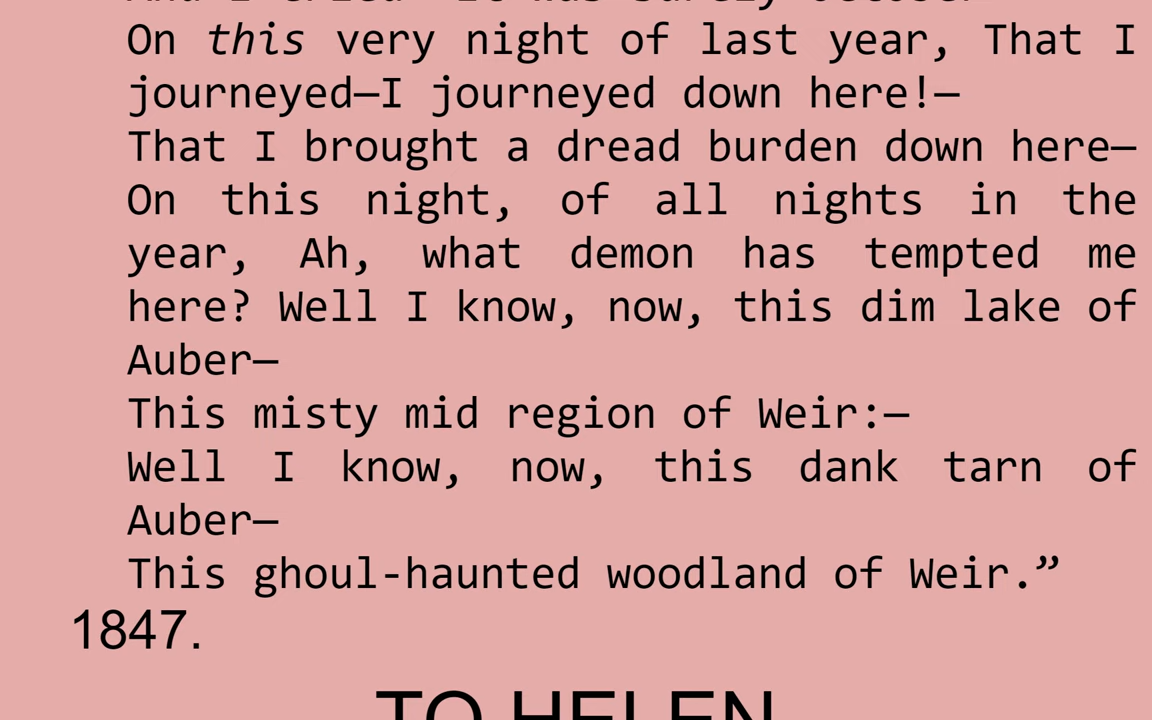 On this very night of last year, That I
journeyed—I journeyed down here!—
That I brought a dread burden down here—
On this night, of all nights in the
year, Ah, what demon has tempted me
here? Well I know, now, this dim lake of
Auber—
This misty mid region of Weir:—
Well I know, now, this dank tarn of
Auber—
This ghoul-haunted woodland of Weir.”
1847.
TO HELEN